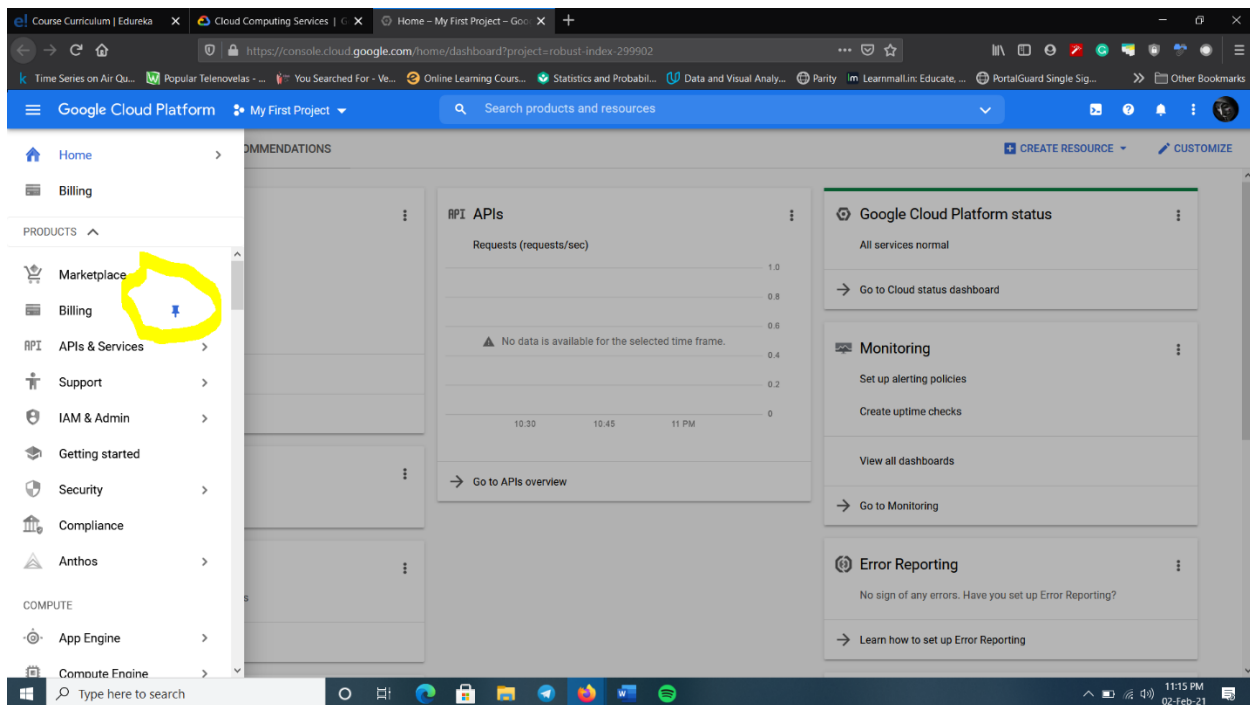 Course Curriculum | Edureka
Cloud Computing Services | G
Home – My First Project – Goo
https://console.cloud.google.com/home/dashboard?project=robust-index-299902
Time Series on Air Qu...
Popular Telenovelas - ...
You Searched For - Ve...
Online Learning Cours...
Statistics and Probabil...
Data and Visual Analy...
Parity
Learnmall.in: Educate, ...
PortalGuard Single Sig...
Other Bookmarks
Google Cloud Platform
My First Project
Search products and resources
Home
OMMENDATIONS
CREATE RESOURCE
CUSTOMIZE
Billing
PRODUCTS
Marketplace
Billing
API APIs & Services
Support
IAM & Admin
Getting started
Security
Compliance
Anthos
COMPUTE
App Engine
Compute Engine
s
API APIs
Requests (requests/sec)
1.0
0.8
0.6
No data is available for the selected time frame.
0.4
0.2
0
10:30 10:45 11 PM
Go to APIs overview
Google Cloud Platform status
All services normal
Go to Cloud status dashboard
Monitoring
Set up alerting policies
Create uptime checks
View all dashboards
Go to Monitoring
Error Reporting
No sign of any errors. Have you set up Error Reporting?
Learn how to set up Error Reporting
Type here to search
11:15 PM
02-Feb-21